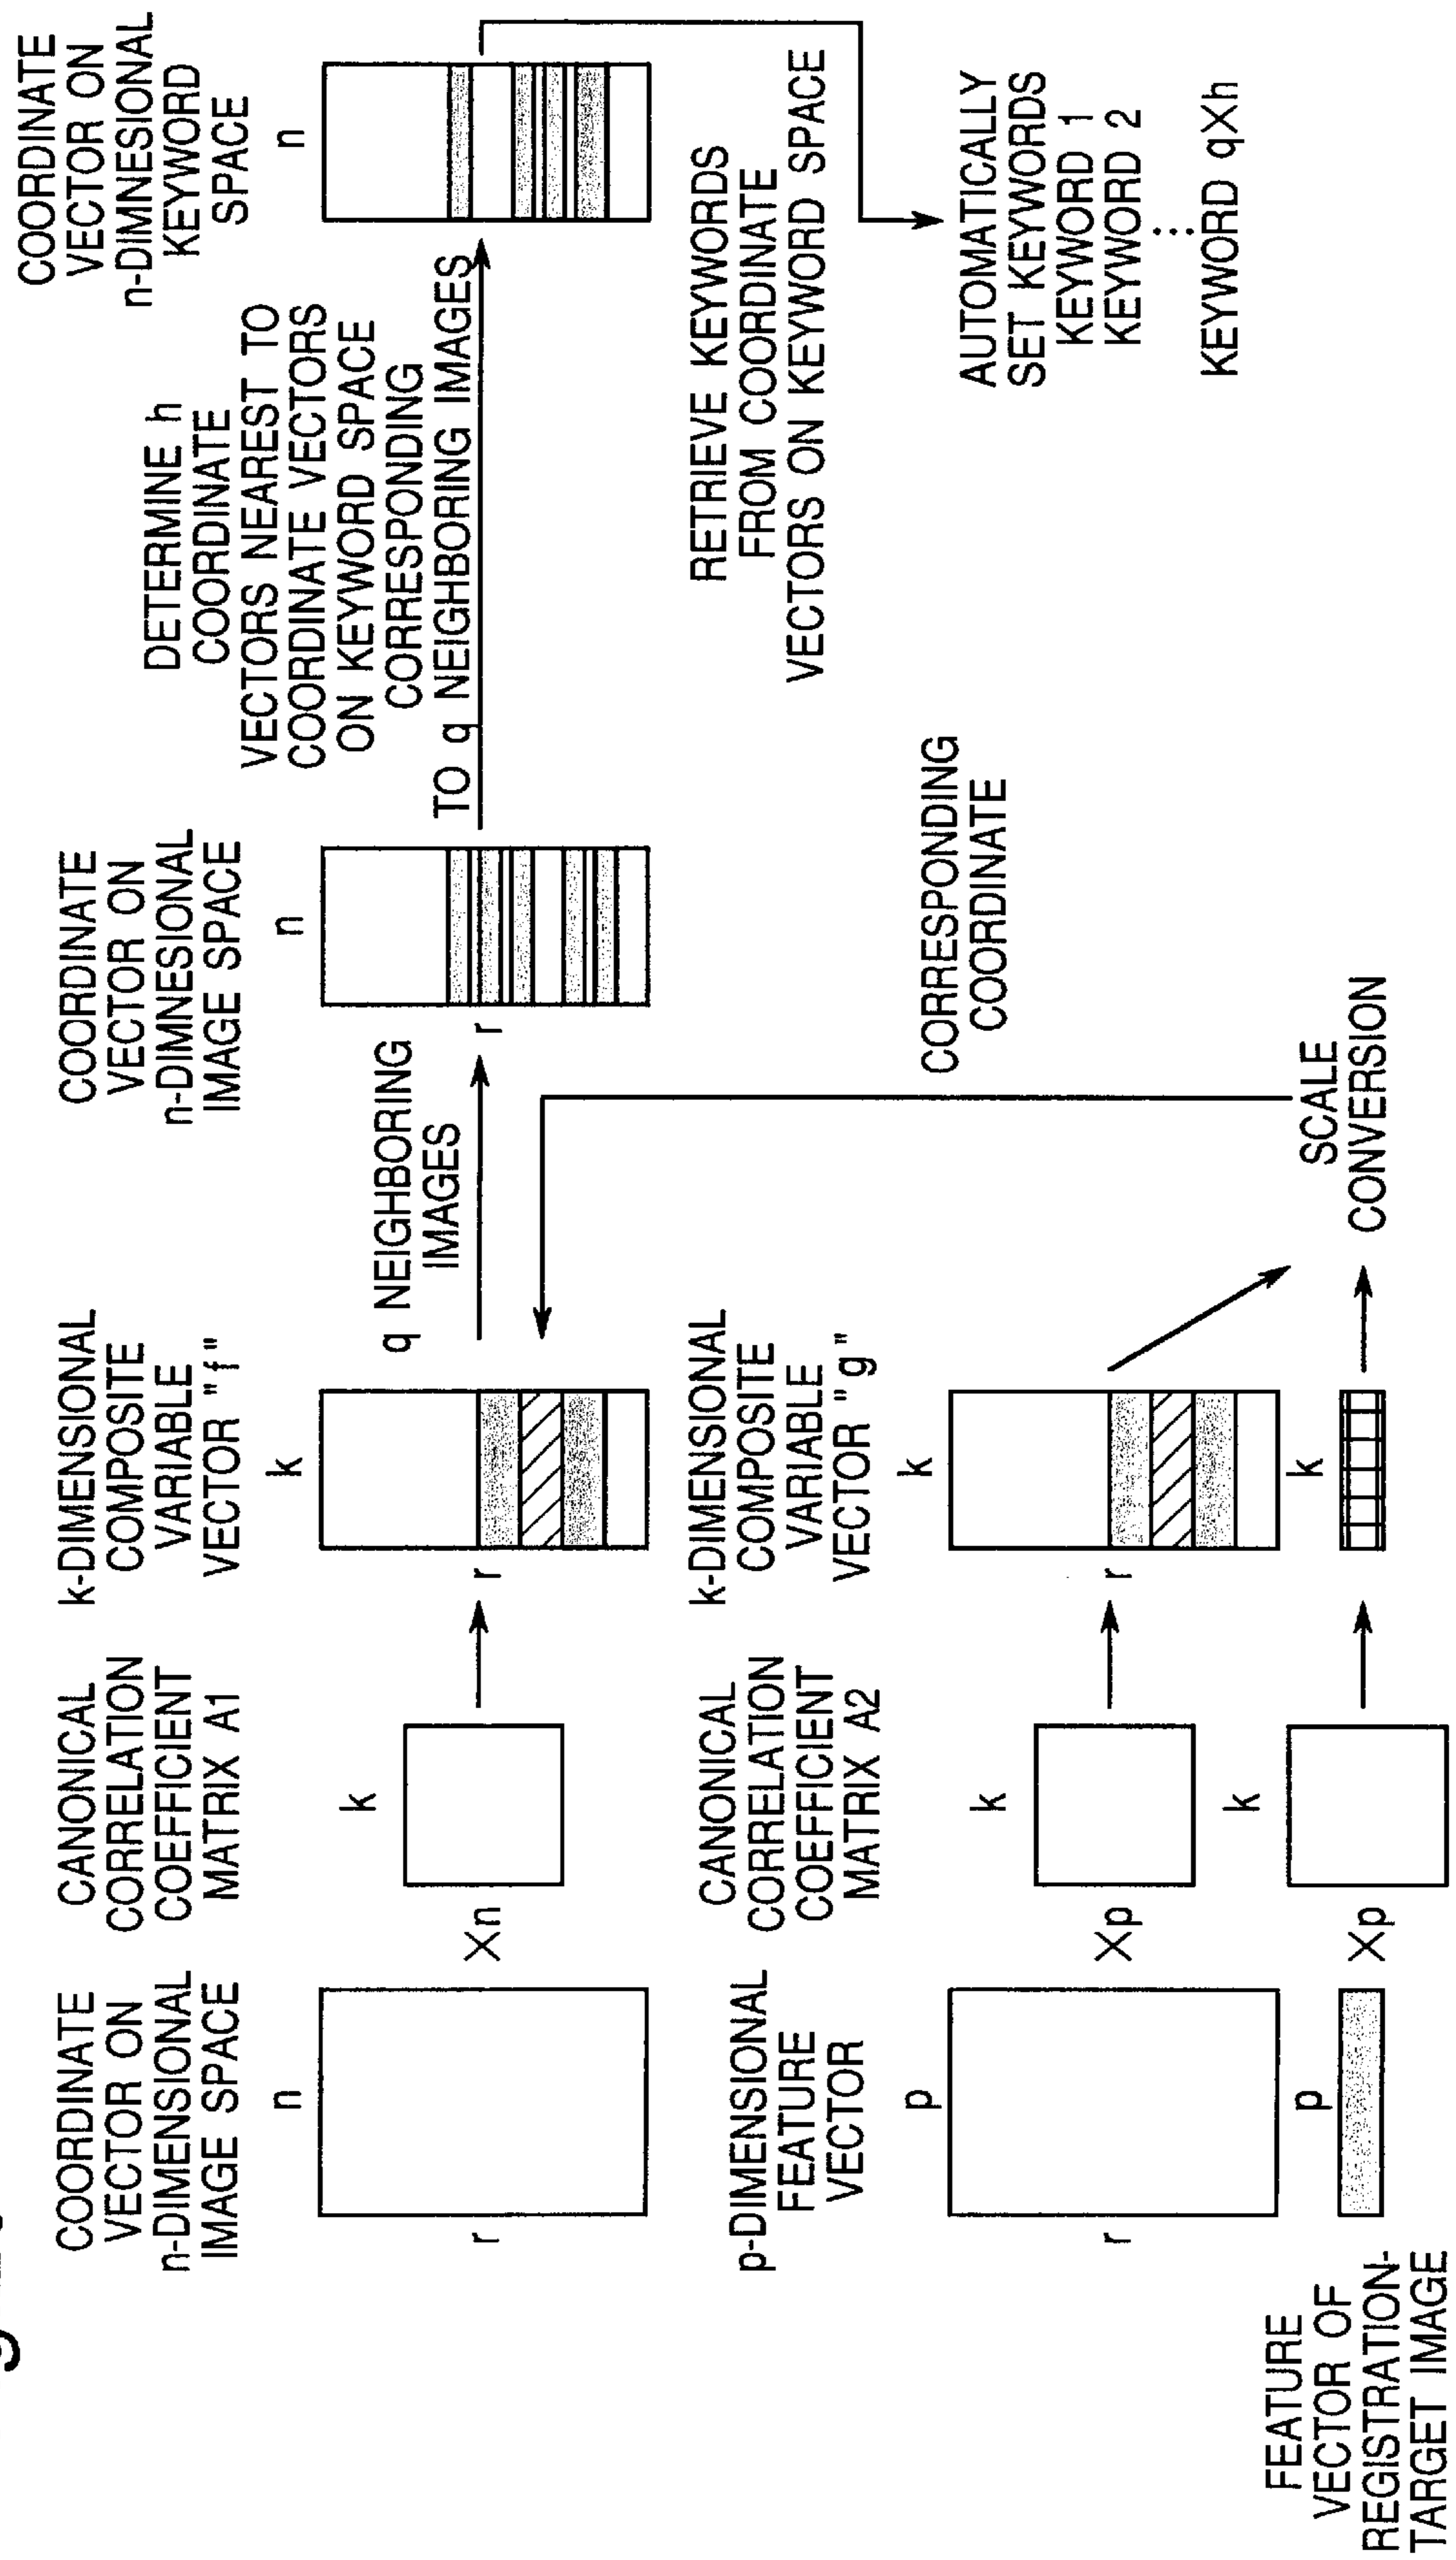 COORDINATE
VECTOR ON
n-DIMENSIONAL
IMAGE SPACE
n
r
CANONICAL
CORRELATION
COEFFICIENT
MATRIX A1
k
Xn
k-DIMENSIONAL
COMPOSITE
VARIABLE
VECTOR "f"
k
r
q NEIGHBORING
IMAGES
COORDINATE
VECTOR ON
n-DIMNESIONAL
IMAGE SPACE
n
r
DETERMINE h
COORDINATE
VECTORS NEAREST TO
COORDINATE VECTORS
ON KEYWORD SPACE
CORRESPONDING
TO q NEIGHBORING IMAGES
COORDINATE
VECTOR ON
n-DIMNESIONAL
KEYWORD
SPACE
n
p-DIMENSIONAL
FEATURE
VECTOR
p
r
CANONICAL
CORRELATION
COEFFICIENT
MATRIX A2
k
Xp
k-DIMENSIONAL
COMPOSITE
VARIABLE
VECTOR "g"
k
r
CORRESPONDING
COORDINATE
RETRIEVE KEYWORDS
FROM COORDINATE
VECTORS ON KEYWORD SPACE
AUTOMATICALLY
SET KEYWORDS
KEYWORD 1
KEYWORD 2
⋮
KEYWORD qXh
FEATURE
VECTOR OF
REGISTRATION-
TARGET IMAGE
p
Xp
k
k
SCALE
CONVERSION